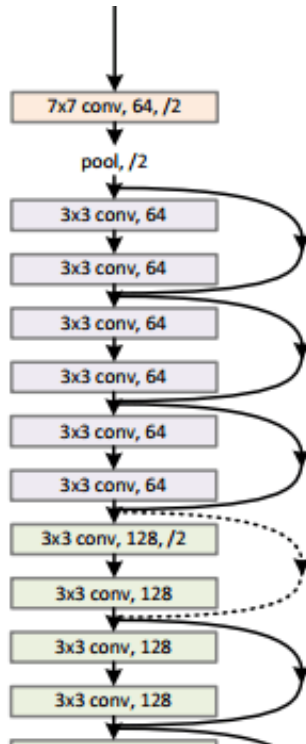 7x7 conv, 64, /2
pool, /2
3x3 conv, 64
3x3 conv, 64
3x3 conv, 64
3x3 conv, 64
3x3 conv, 64
3x3 conv, 64
3x3 conv, 128, /2
3x3 conv, 128
3x3 conv, 128
3x3 conv, 128